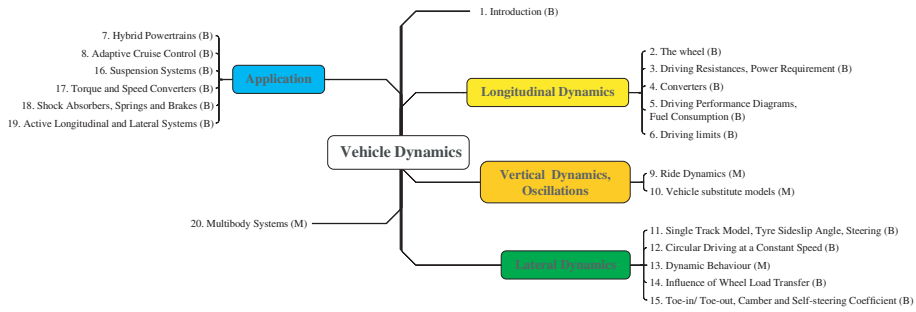 1. Introduction (B)
7. Hybrid Powertrains (B)
8. Adaptive Cruise Control (B)
16. Suspension Systems (B)
17. Torque and Speed Converters (B)
18. Shock Absorbers, Springs and Brakes (B)
19. Active Longitudinal and Lateral Systems (B)
Application
Longitudinal Dynamics
2. The wheel (B)
3. Driving Resistances, Power Requirement (B)
4. Converters (B)
5. Driving Performance Diagrams,
Fuel Consumption (B)
6. Driving limits (B)
Vehicle Dynamics
Vertical Dynamics,
Oscillations
9. Ride Dynamics (M)
10. Vehicle substitute models (M)
20. Multibody Systems (M)
Lateral Dynamics
11. Single Track Model, Tyre Sideslip Angle, Steering (B)
12. Circular Driving at a Constant Speed (B)
13. Dynamic Behaviour (M)
14. Influence of Wheel Load Transfer (B)
15. Toe-in/ Toe-out, Camber and Self-steering Coefficient (B)